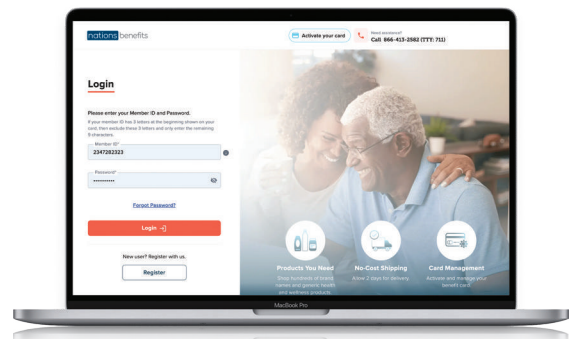 nations benefits
Activate your card
Need assistance?
Call 866-413-2582 (TTY: 711)
Login
Please enter your Member ID and Password.
If your member ID has 3 letters at the beginning shown on your
card, then exclude these 3 letters and only enter the remaining
9 characters.
Member ID*
2347282323
Password*
••••••••••
Forgot Password?
Login
New user? Register with us.
Register
Products You Need
Shop hundreds of brand
names and generic health
and wellness products.
No-Cost Shipping
Allow 2 days for delivery.
Card Management
Activate and manage your
benefit card.
MacBook Pro